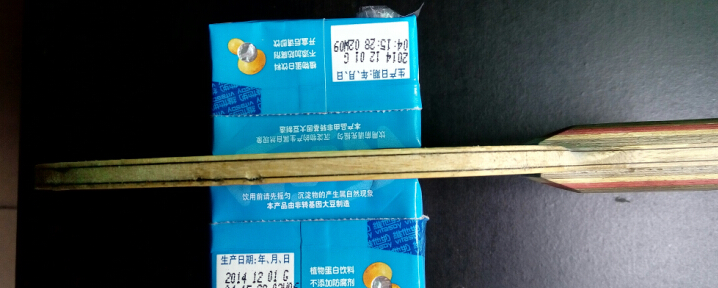 植物蛋白饮料
不添加防腐剂
开盒后请即饮
生产日期:年、月、日
2014 12 01 G
04:15:28 02W09
本产品由非转基因大豆制造
饮用前请先摇匀 沉淀物的产生属自然现象
饮用前请先摇匀 沉淀物的产生属自然现象
本产品由非转基因大豆制造
生产日期:年、月、日
2014 12 01 G
植物蛋白饮料
不添加防腐剂